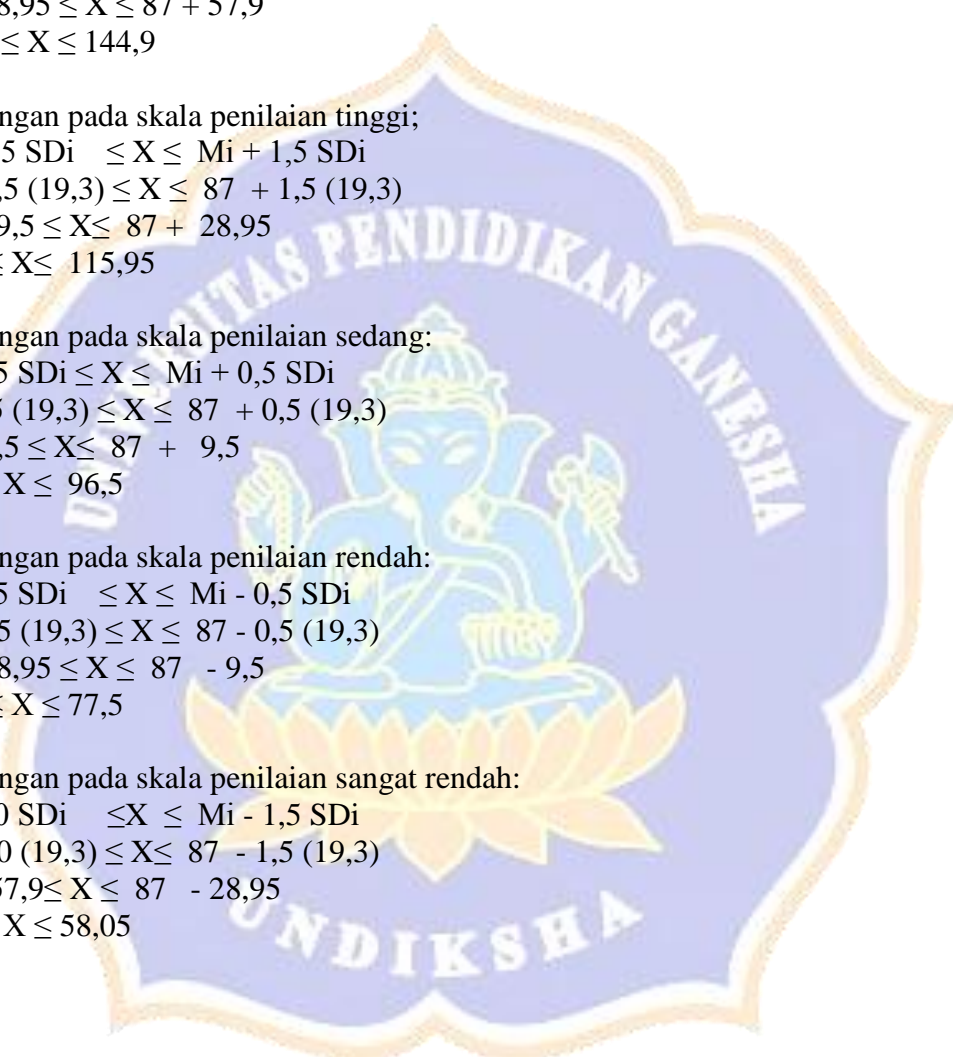 8,95 ≤ X ≤ 87 + 57,9
≤ X ≤ 144,9
ngan pada skala penilaian tinggi;
5 SDi ≤ X ≤ Mi + 1,5 SDi
,5 (19,3) ≤ X ≤ 87 + 1,5 (19,3)
9,5 ≤ X≤ 87 + 28,95
≤ X≤ 115,95
ngan pada skala penilaian sedang:
5 SDi ≤ X ≤ Mi + 0,5 SDi
5 (19,3) ≤ X ≤ 87 + 0,5 (19,3)
,5 ≤ X≤ 87 + 9,5
X ≤ 96,5
ngan pada skala penilaian rendah:
5 SDi ≤ X ≤ Mi - 0,5 SDi
5 (19,3) ≤ X ≤ 87 - 0,5 (19,3)
8,95 ≤ X ≤ 87 - 9,5
≤ X ≤ 77,5
ngan pada skala penilaian sangat rendah:
0 SDi ≤X ≤ Mi - 1,5 SDi
0 (19,3) ≤ X≤ 87 - 1,5 (19,3)
57,9≤ X ≤ 87 - 28,95
X ≤ 58,05
UNIVERSITAS PENDIDIKAN GANESHA
UNDIKSHA